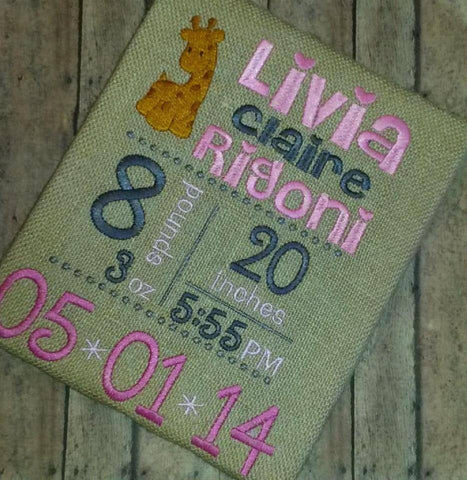 Livia
Claire
Rigoni
8 pounds
3 oz
20
inches
5:55 PM
05*01*14